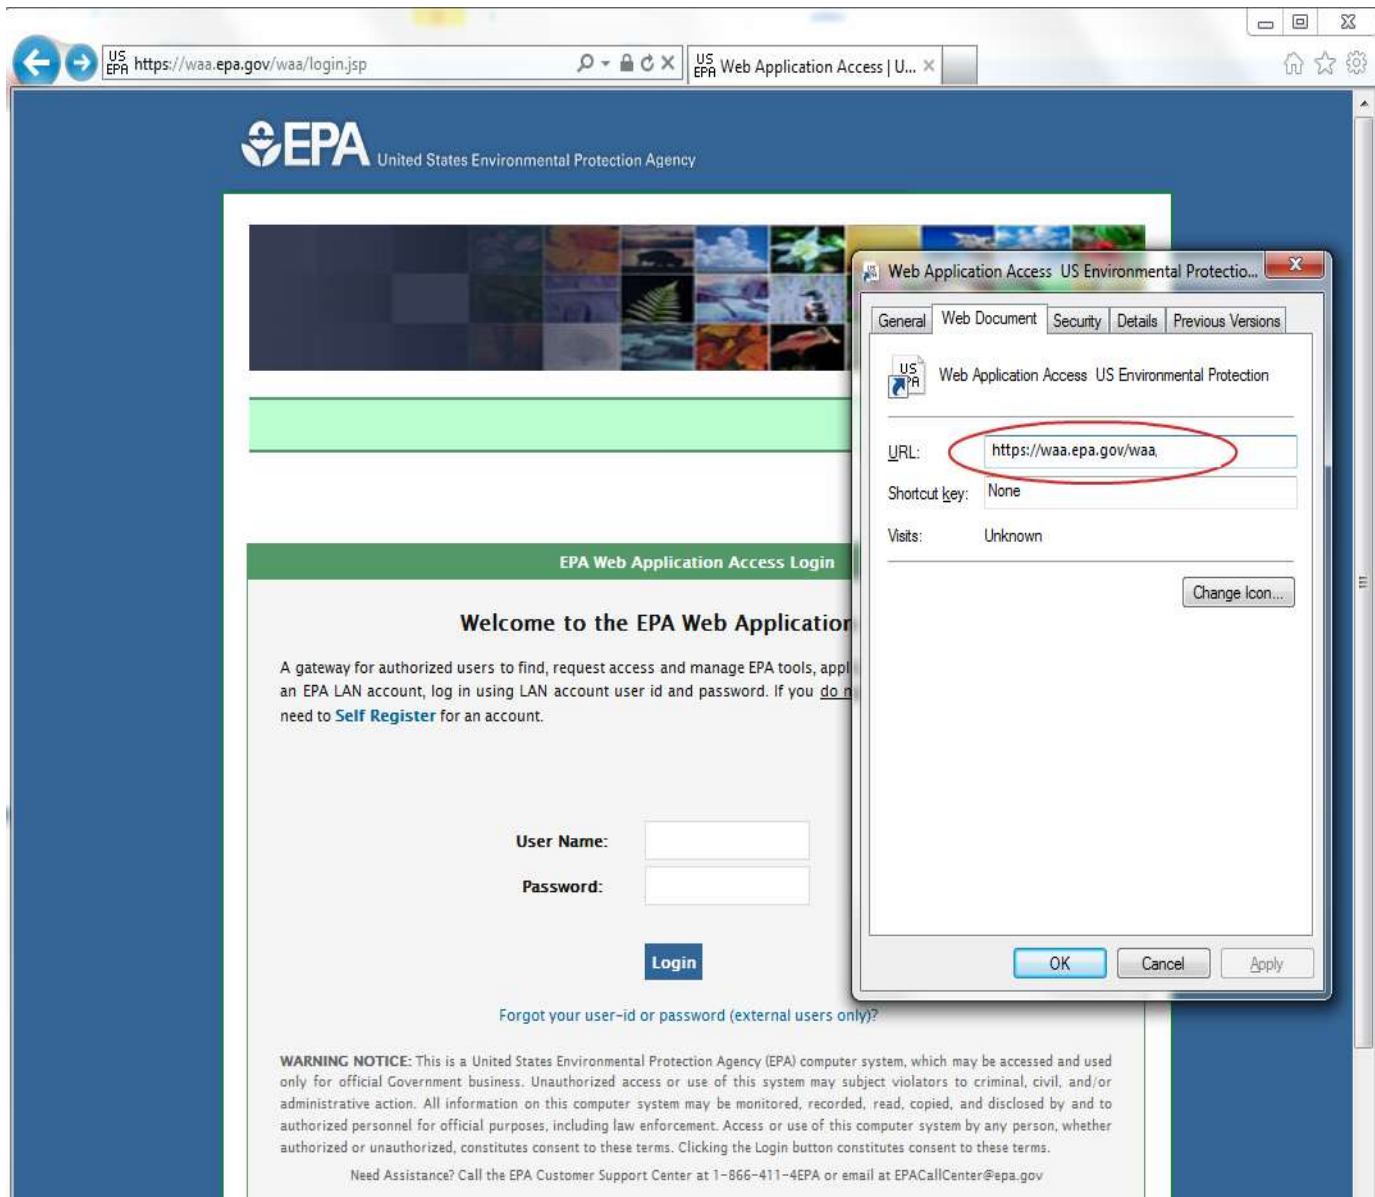 US EPA https://waa.epa.gov/waa/login.jsp
US EPA Web Application Access | U...
EPA United States Environmental Protection Agency
Web Application Access US Environmental Protectio...
General Web Document Security Details Previous Versions
US PA Web Application Access US Environmental Protection
URL: https://waa.epa.gov/waa,
Shortcut key: None
Visits: Unknown
Change Icon...
OK Cancel Apply
EPA Web Application Access Login
Welcome to the EPA Web Application
A gateway for authorized users to find, request access and manage EPA tools, appl
an EPA LAN account, log in using LAN account user id and password. If you do n
need to Self Register for an account.
User Name:
Password:
Login
Forgot your user-id or password (external users only)?
WARNING NOTICE: This is a United States Environmental Protection Agency (EPA) computer system, which may be accessed and used
only for official Government business. Unauthorized access or use of this system may subject violators to criminal, civil, and/or
administrative action. All information on this computer system may be monitored, recorded, read, copied, and disclosed by and to
authorized personnel for official purposes, including law enforcement. Access or use of this computer system by any person, whether
authorized or unauthorized, constitutes consent to these terms. Clicking the Login button constitutes consent to these terms.
Need Assistance? Call the EPA Customer Support Center at 1-866-411-4EPA or email at EPACallCenter@epa.gov